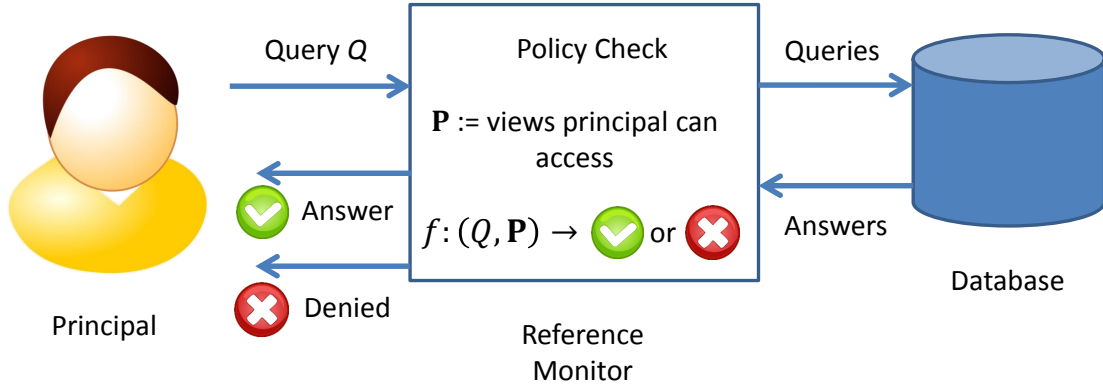 Query Q
Policy Check
Queries
P := views principal can
access
Answer
f: (Q, P) → or
Answers
Denied
Database
Principal
Reference
Monitor